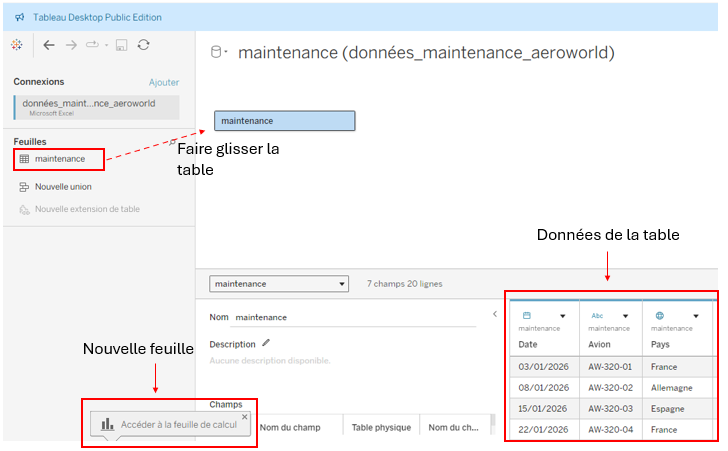 Tableau Desktop Public Edition
maintenance (données_maintenance_aeroworld)
Connexions
Ajouter
données_maint...nce_aeroworld
Microsoft Excel
Feuilles
maintenance
Nouvelle union
Nouvelle extension de table
maintenance
Faire glisser la
table
Données de la table
maintenance
7 champs 20 lignes
Nom maintenance
Description
Aucune description disponible.
Champs
Nom du champ Table physique Nom du ch...
Nouvelle feuille
Accéder à la feuille de calcul
Abc
maintenance maintenance maintenance
Date Avion Pays
03/01/2026 AW-320-01 France
08/01/2026 AW-320-02 Allemagne
15/01/2026 AW-320-03 Espagne
22/01/2026 AW-320-04 France